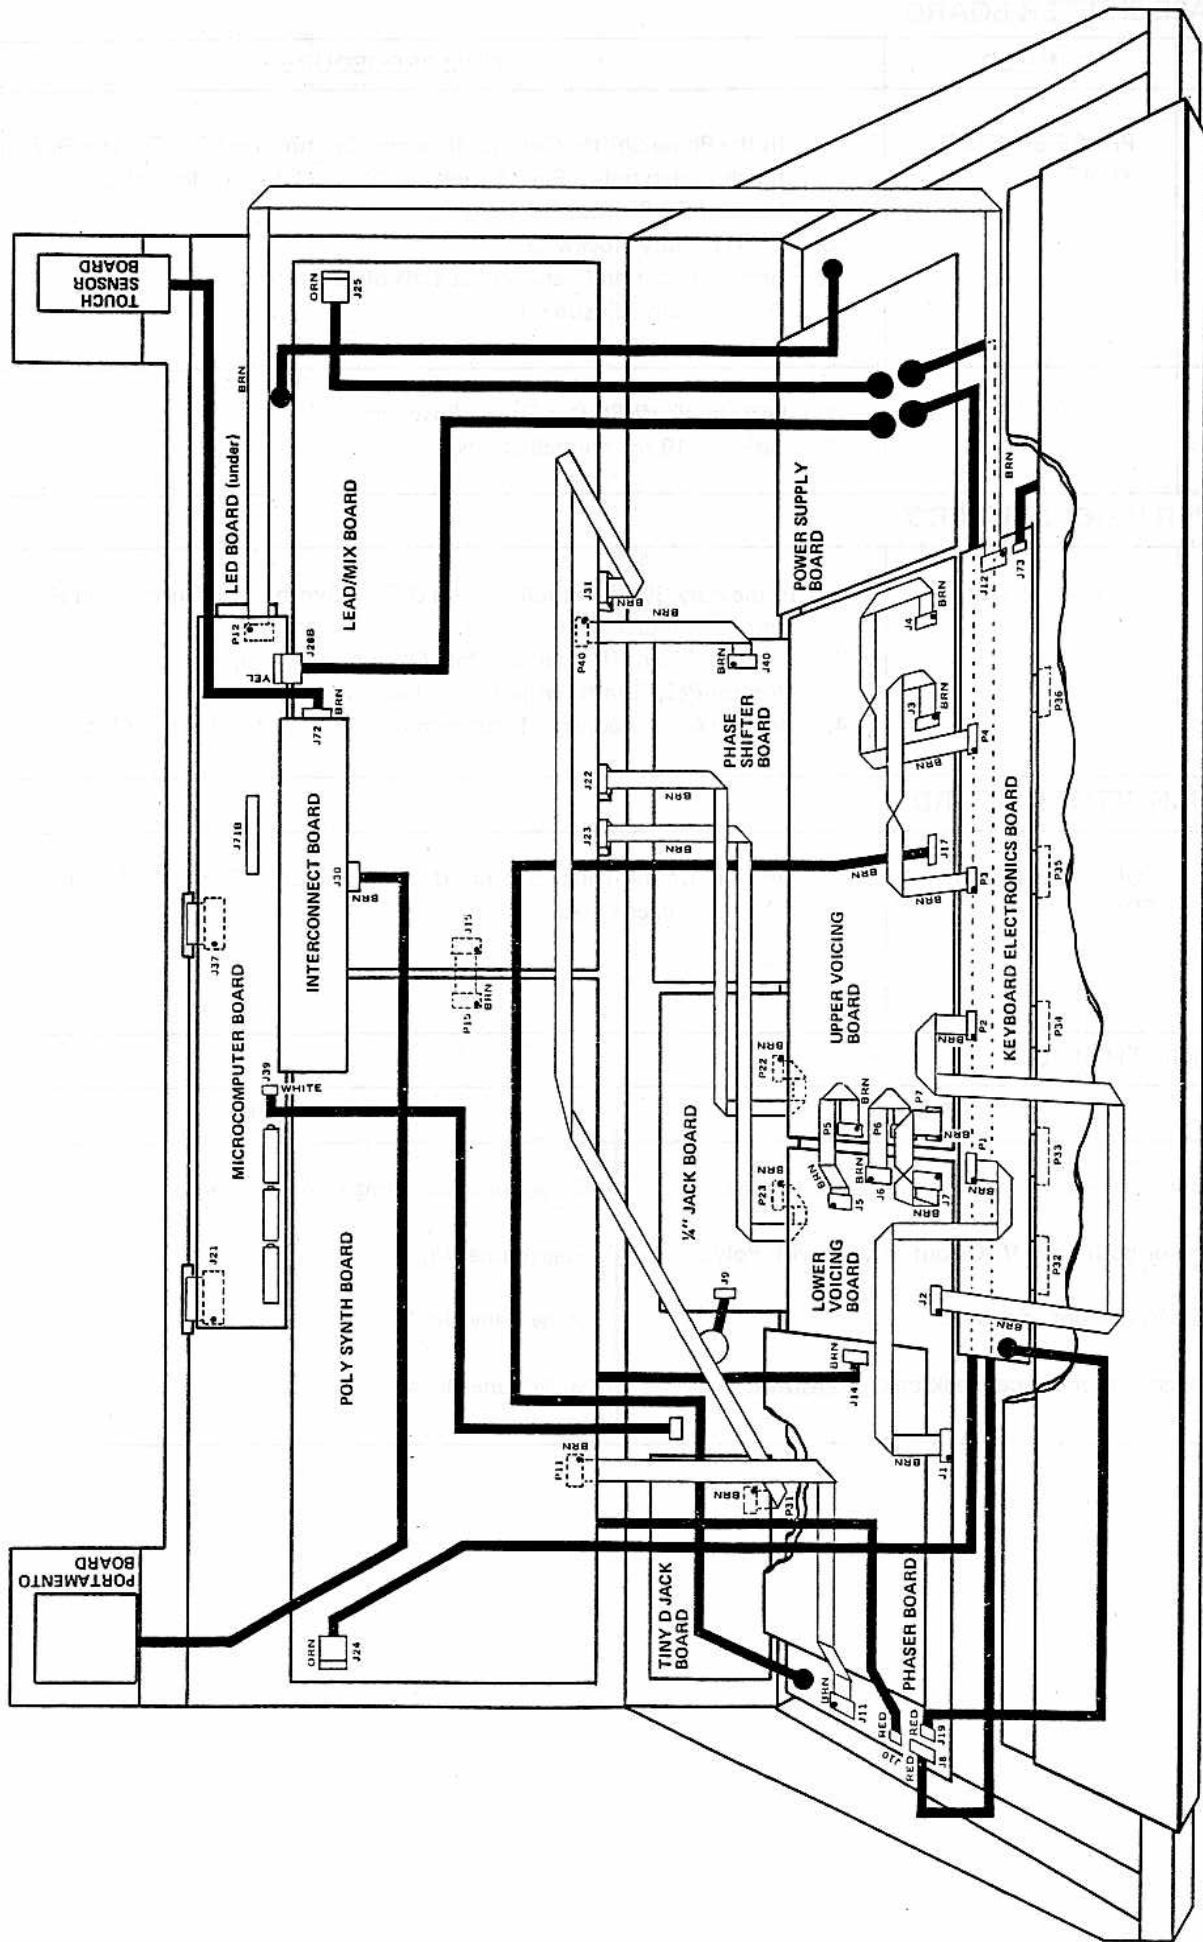 TOUCH
SENSOR
BOARD
PORTAMENTO
BOARD
LED BOARD (under)
BRN
P12
J26B
YEL
J72
BRN
J71B
J37
MICROCOMPUTER BOARD
J39
WHITE
J21
INTERCONNECT BOARD
J30
BRN
ORN
J25
LEAD/MIX BOARD
POLY SYNTH BOARD
ORN
J24
J15
P15
BRN
J31
BRN
P40
BRN
BRN
J40
J22
BRN
J23
BRN
P11
BRN
PHASE
SHIFTER
BOARD
¼" JACK BOARD
J9
TINY D JACK
BOARD
BRN
P31
POWER SUPPLY
BOARD
UPPER VOICING
BOARD
BRN
P22
BRN
P23
J4
BRN
J3
BRN
J17
BRN
P5
BRN
P6
P7
BRN
LOWER
VOICING
BOARD
BRN
J5
BRN
J6
J7
BRN
J2
BRN
BRN
J14
BRN
J1
PHASER BOARD
BRN
J11
RED
J10
RED
J19
RED
J8
BRN
J12
J73
P4
BRN
P3
BRN
P2
BRN
P1
BRN
KEYBOARD ELECTRONICS BOARD
P36
P35
P34
P33
P32